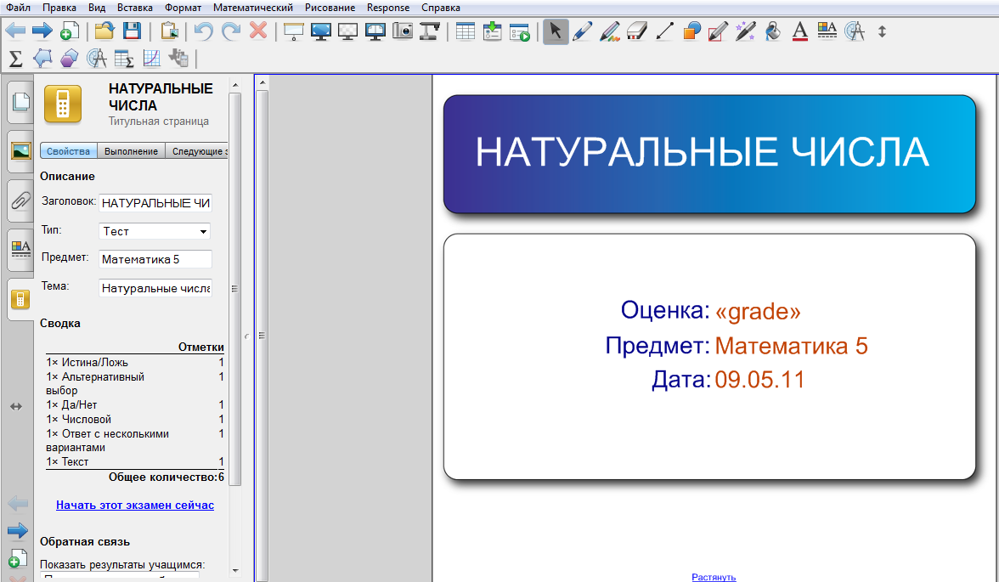 Файл Правка Вид Вставка Формат Математический Рисование Response Справка
НАТУРАЛЬНЫЕ
ЧИСЛА
Титульная страница
Свойства Выполнение Следующие
Описание
Заголовок: НАТУРАЛЬНЫЕ ЧИ
Тип: Тест
Предмет: Математика 5
Тема: Натуральные числа
Сводка
Отметки
1× Истина/Ложь 1
1× Альтернативный 1
выбор
1× Да/Нет 1
1× Числовой 1
1× Ответ с несколькими 1
вариантами
1× Текст 1
Общее количество:6
Начать этот экзамен сейчас
Обратная связь
Показать результаты учащимся:
НАТУРАЛЬНЫЕ ЧИСЛА
Оценка: «grade»
Предмет: Математика 5
Дата: 09.05.11
Растянуть